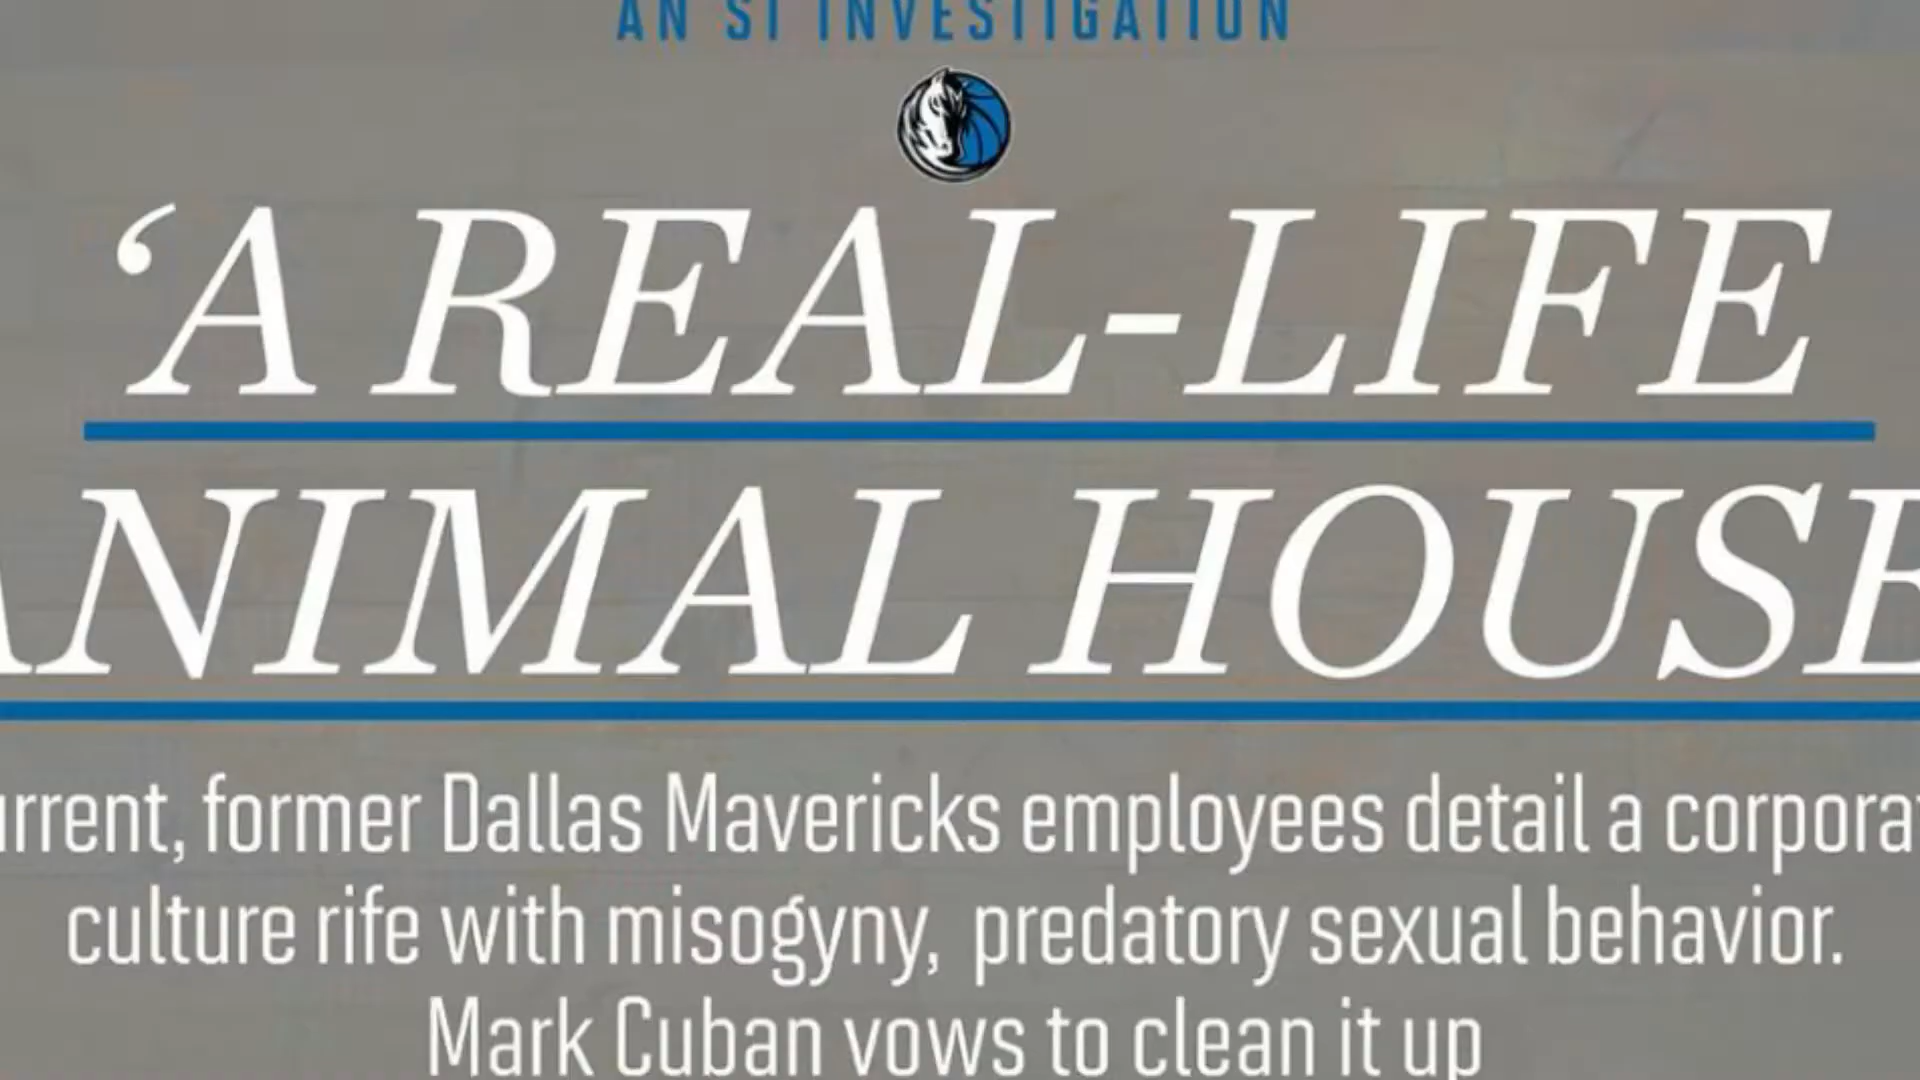 AN SI INVESTIGATION
‘A REAL-LIFE
ANIMAL HOUSE
urrent, former Dallas Mavericks employees detail a corporat
culture rife with misogyny, predatory sexual behavior.
Mark Cuban vows to clean it up